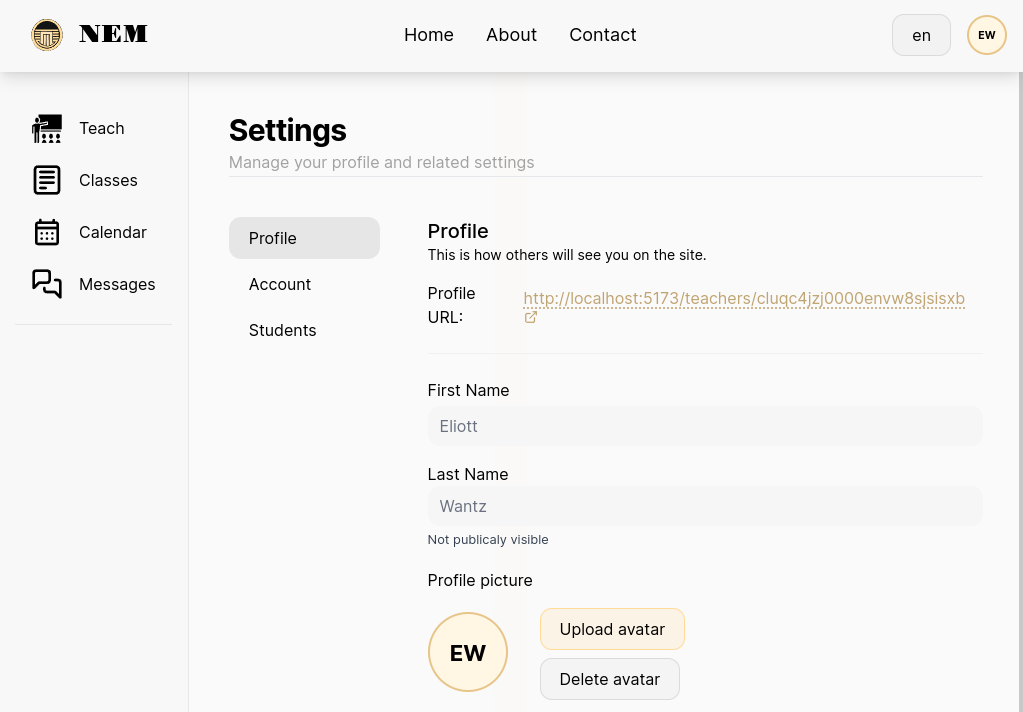 NEM
Home
About
Contact
en
EW
Teach
Classes
Calendar
Messages
Settings
Manage your profile and related settings
Profile
Account
Students
Profile
This is how others will see you on the site.
Profile
URL:
http://localhost:5173/teachers/cluqc4jzj0000envw8sjsisxb
First Name
Eliott
Last Name
Wantz
Not publicaly visible
Profile picture
EW
Upload avatar
Delete avatar